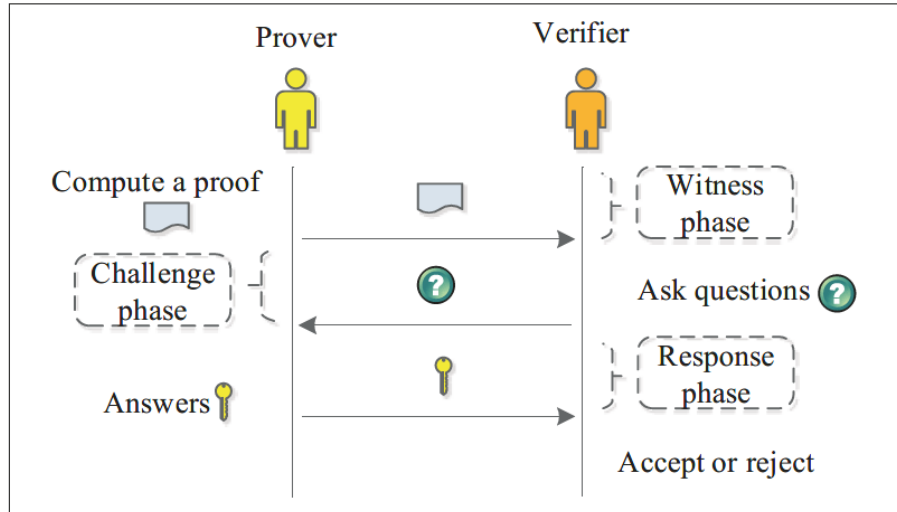 Prover
Verifier
Compute a proof
Witness
phase
Challenge
phase
?
Ask questions ?
Response
phase
Answers
Accept or reject